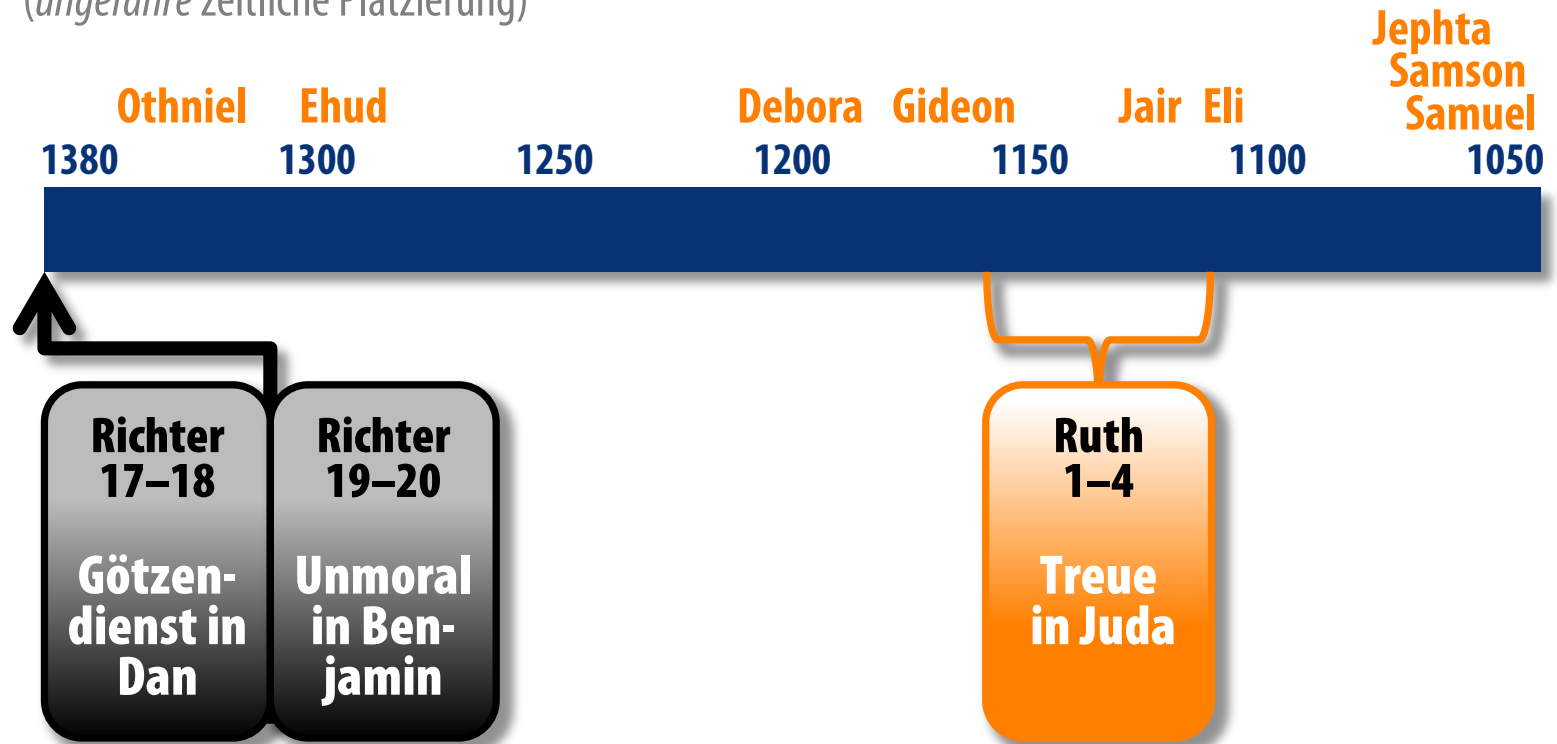 (ungefähre zeitliche Platzierung)
Jephta
Samson
Othniel Ehud Debora Gideon Jair Eli Samuel
1380 1300 1250 1200 1150 1100 1050
Richter
17–18
Götzen-
dienst in
Dan
Richter
19–20
Unmoral
in Ben-
jamin
Ruth
1–4
Treue
in Juda